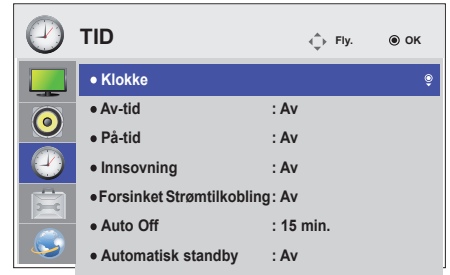 TID Fly. OK
● Klokke
● Av-tid : Av
● På-tid : Av
● Innsovning : Av
●Forsinket Strømtilkobling: Av
● Auto Off : 15 min.
● Automatisk standby : Av